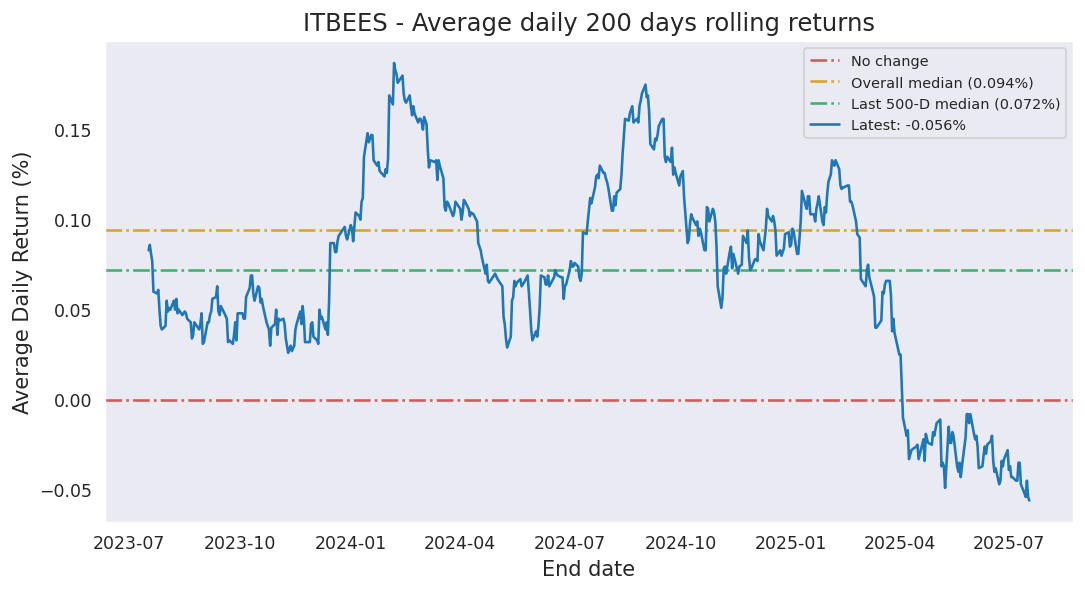 ITBEES - Average daily 200 days rolling returns
No change
Overall median (0.094%)
Last 500-D median (0.072%)
Latest: -0.056%
Average Daily Return (%)
0.15
0.10
0.05
0.00
−0.05
2023-07 2023-10 2024-01 2024-04 2024-07 2024-10 2025-01 2025-04 2025-07
End date